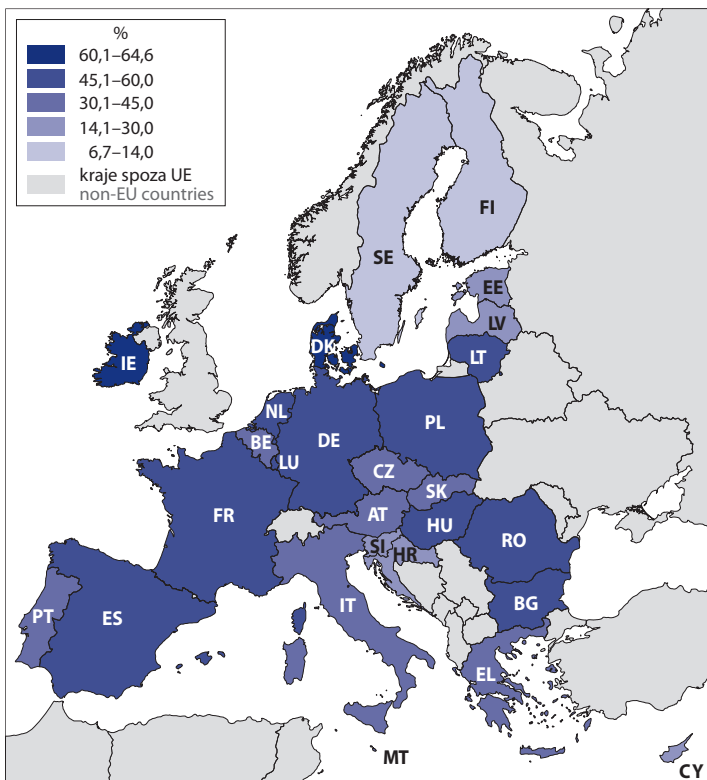 %
60,1–64,6
45,1–60,0
30,1–45,0
14,1–30,0
6,7–14,0
kraje spoza UE
non-EU countries
FI
SE
EE
LV
DK
LT
IE
NL
PL
BE
DE
LU
CZ
SK
FR
AT
HU
RO
SI
HR
BG
PT
ES
IT
EL
MT
CY